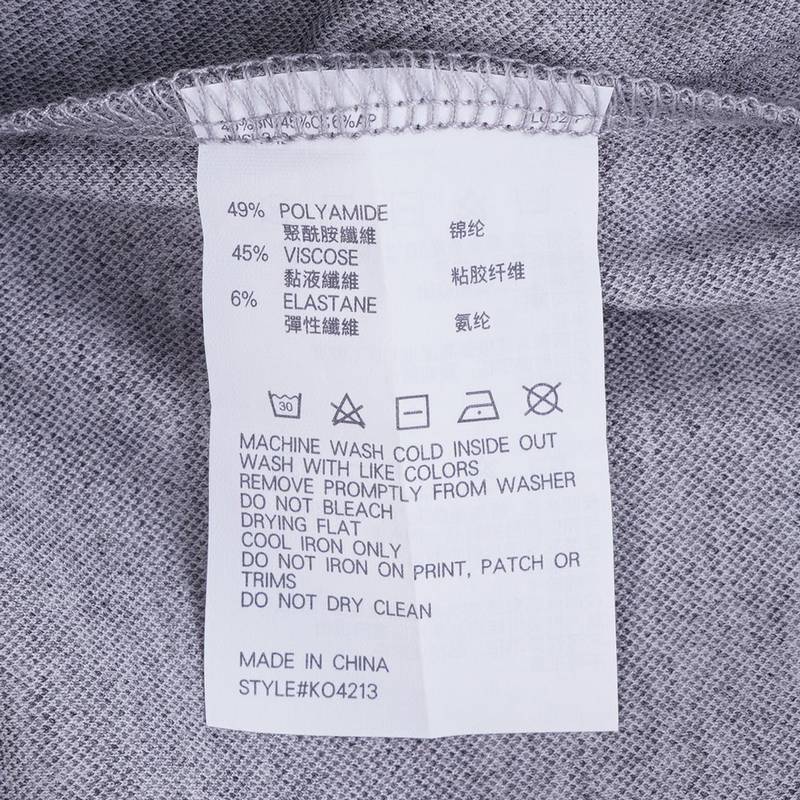 49% POLYAMIDE
聚酰胺纖維 锦纶
45% VISCOSE
黏液纖維 粘胶纤维
6% ELASTANE
彈性纖維 氨纶
30
MACHINE WASH COLD INSIDE OUT
WASH WITH LIKE COLORS
REMOVE PROMPTLY FROM WASHER
DO NOT BLEACH
DRYING FLAT
COOL IRON ONLY
DO NOT IRON ON PRINT, PATCH OR
TRIMS
DO NOT DRY CLEAN
MADE IN CHINA
STYLE#KO4213